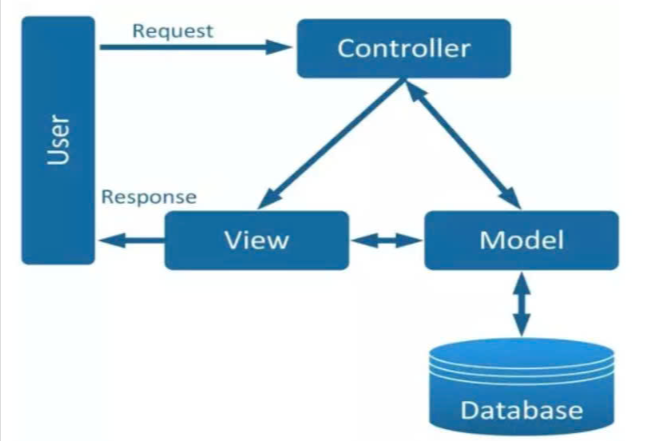 Request
Controller
User
Response
View
Model
Database